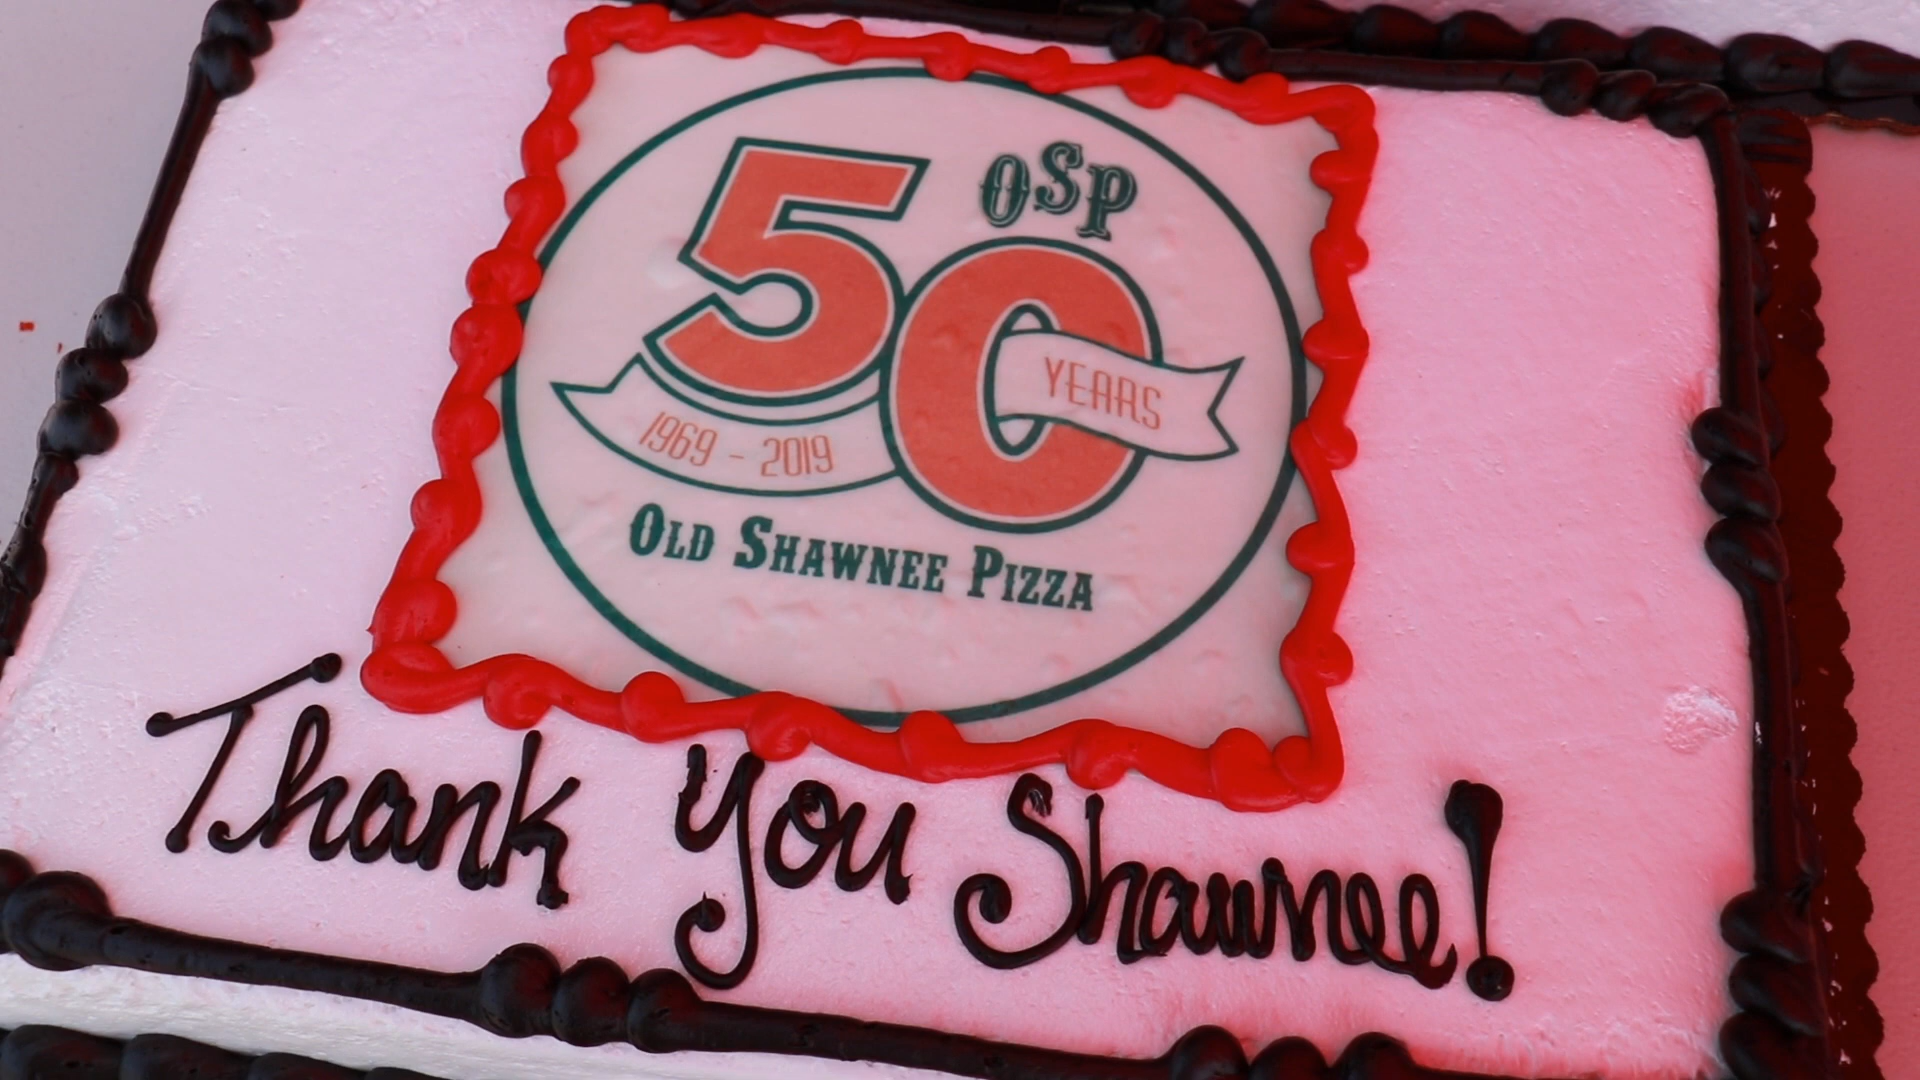 OSP
50
YEARS
1969 - 2019
OLD SHAWNEE PIZZA
Thank You Shawnee!